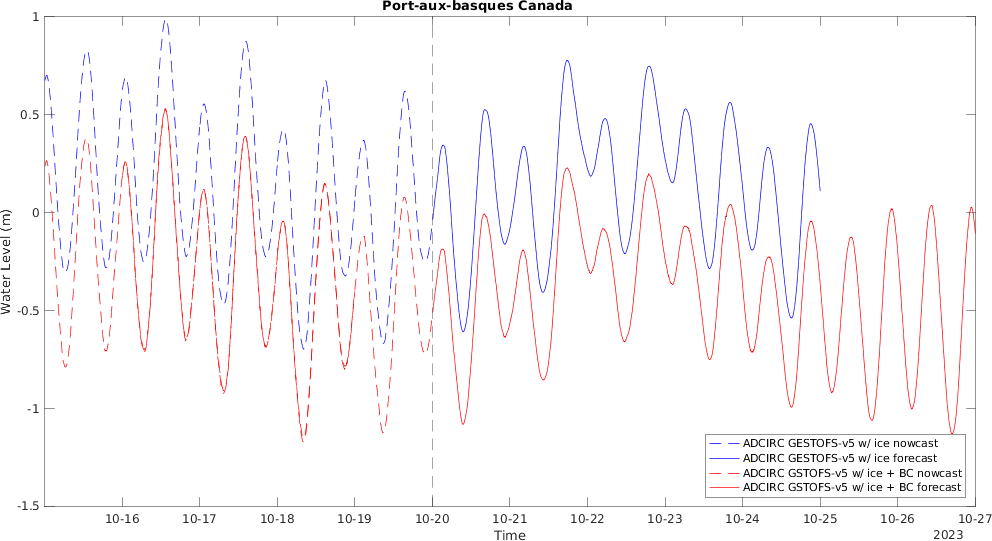 Port-aux-basques Canada
Water Level (m)
1
0.5
0
-0.5
-1
-1.5
ADCIRC GESTOFS-v5 w/ ice nowcast
ADCIRC GESTOFS-v5 w/ ice forecast
ADCIRC GSTOFS-v5 w/ ice + BC nowcast
ADCIRC GSTOFS-v5 w/ ice + BC forecast
10-16 10-17 10-18 10-19 10-20 10-21 10-22 10-23 10-24 10-25 10-26 10-27
Time 2023